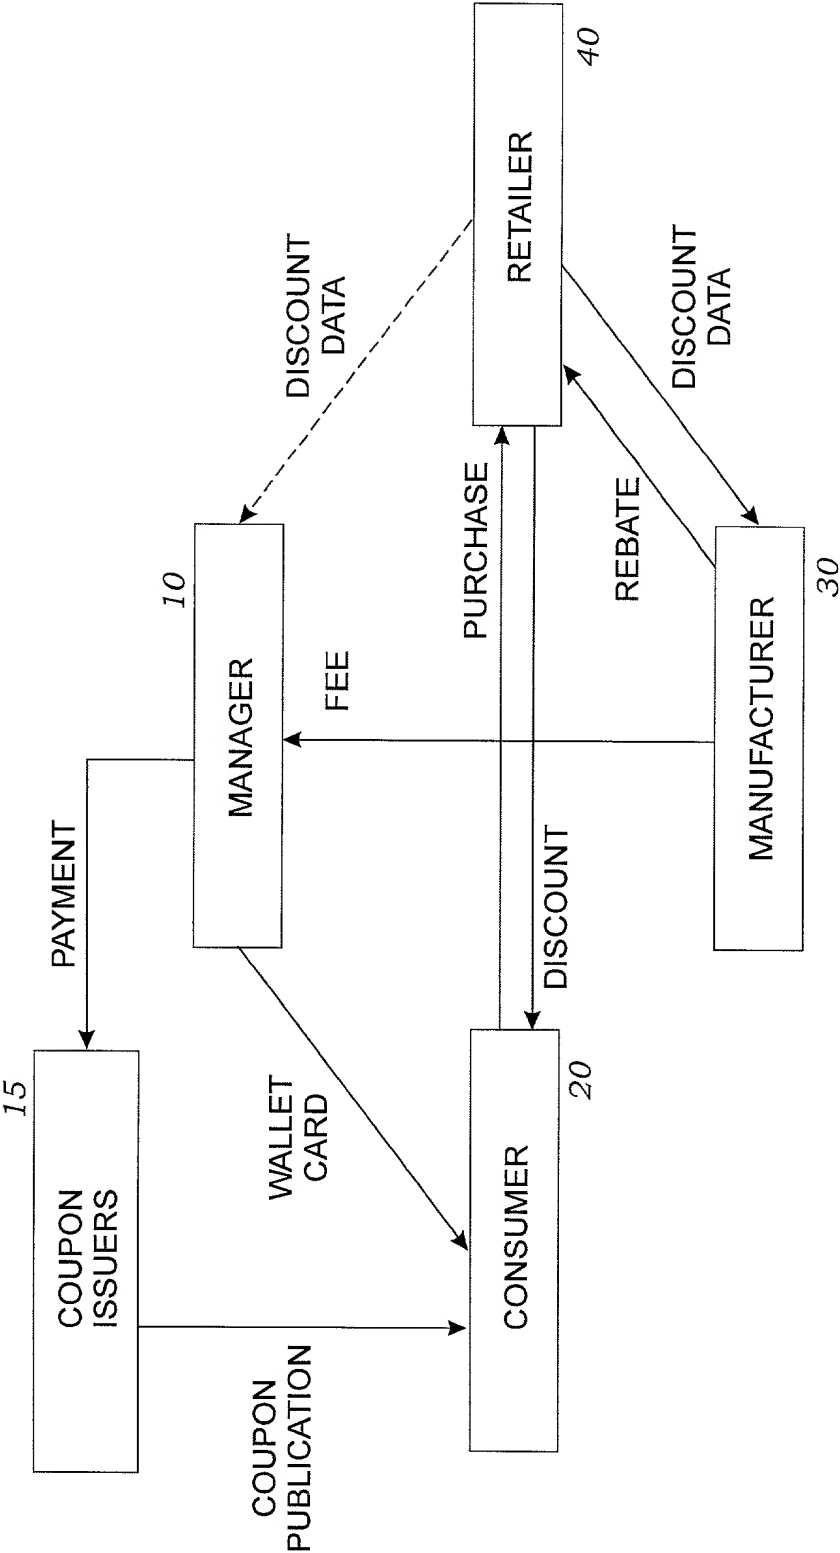 15
COUPON
ISSUERS
PAYMENT
10
MANAGER
COUPON
PUBLICATION
WALLET
CARD
FEE
DISCOUNT
DATA
PURCHASE
CONSUMER
RETAILER
DISCOUNT
20
40
REBATE
DISCOUNT
DATA
MANUFACTURER
30